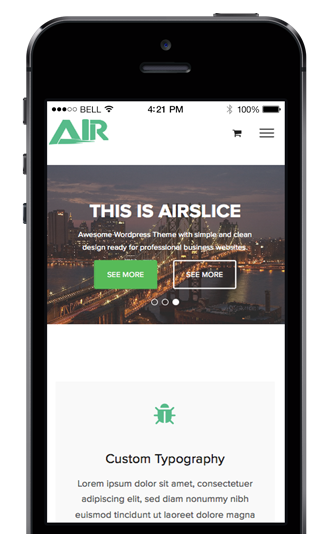 BELL 4:21 PM 100%
AIR
THIS IS AIRSLICE
Awesome Wordpress Theme with simple and clean
design ready for professional business websites.
SEE MORE SEE MORE
Custom Typography
Lorem ipsum dolor sit amet, consectetuer
adipiscing elit, sed diam nonummy nibh
euismod tincidunt ut laoreet dolore magna